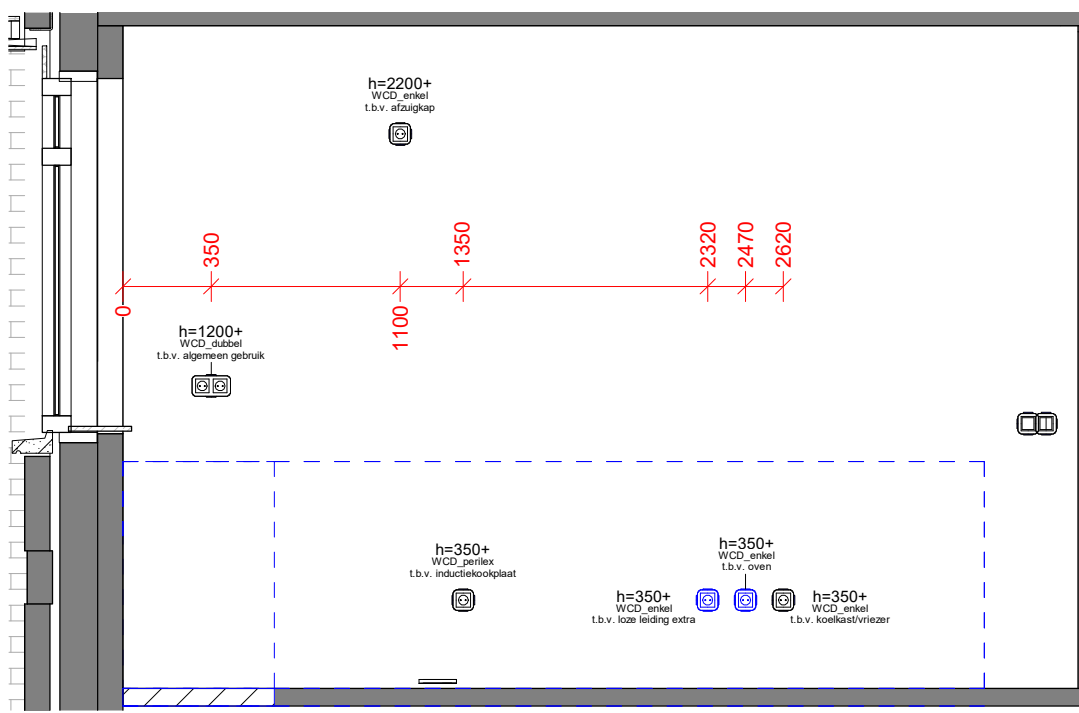 h=2200+
WCD_enkel
t.b.v. afzuigkap
0
350
1100
1350
2320
2470
2620
h=1200+
WCD_dubbel
t.b.v. algemeen gebruik
h=350+
WCD_perilex
t.b.v. inductiekookplaat
h=350+
WCD_enkel
t.b.v. loze leiding extra
h=350+
WCD_enkel
t.b.v. oven
h=350+
WCD_enkel
t.b.v. koelkast/vriezer